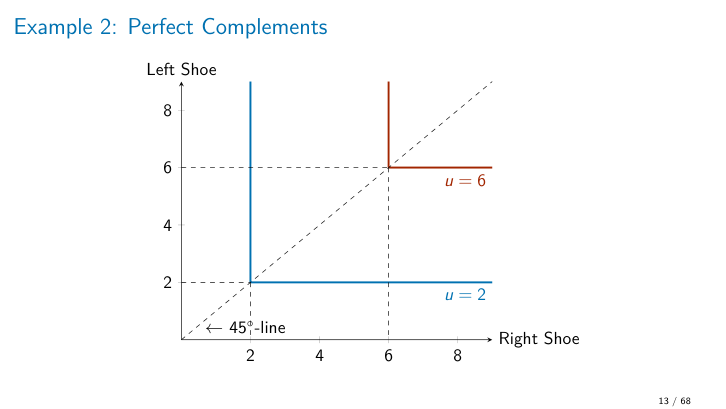 Example 2: Perfect Complements
Left Shoe
8
6
u = 6
4
2
u = 2
← 45°-line
Right Shoe
2 4 6 8
13 / 68